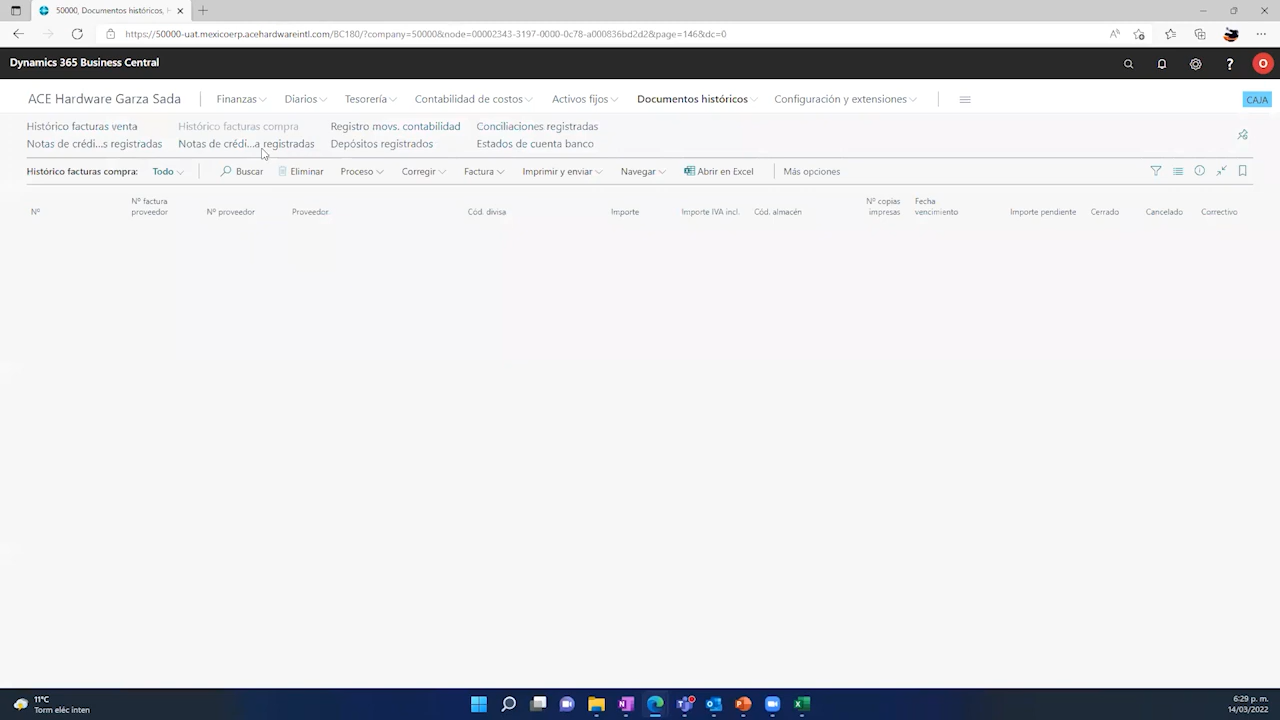 50000, Documentos históricos, H
https://50000-uat.mexicoerp.acehardwareintl.com/BC180/?company=50000&node=00002343-3197-0000-0c78-a000836bd2d2&page=146&dc=0
Dynamics 365 Business Central
?
O
ACE Hardware Garza Sada
Finanzas
Diarios
Tesorería
Contabilidad de costos
Activos fijos
Documentos históricos
Configuración y extensiones
CAJA
Histórico facturas venta
Histórico facturas compra
Registro movs. contabilidad
Conciliaciones registradas
Notas de crédi...s registradas
Notas de crédi...a registradas
Depósitos registrados
Estados de cuenta banco
Histórico facturas compra:
Todo
Buscar
Eliminar
Proceso
Corregir
Factura
Imprimir y enviar
Navegar
Abrir en Excel
Más opciones
Nº
Nº factura
proveedor
Nº proveedor
Proveedor
Cód. divisa
Importe
Importe IVA incl.
Cód. almacén
Nº copias
impresas
Fecha
vencimiento
Importe pendiente
Cerrado
Cancelado
Correctivo
11°C
Torm eléc inten
6:29 p. m.
14/03/2022